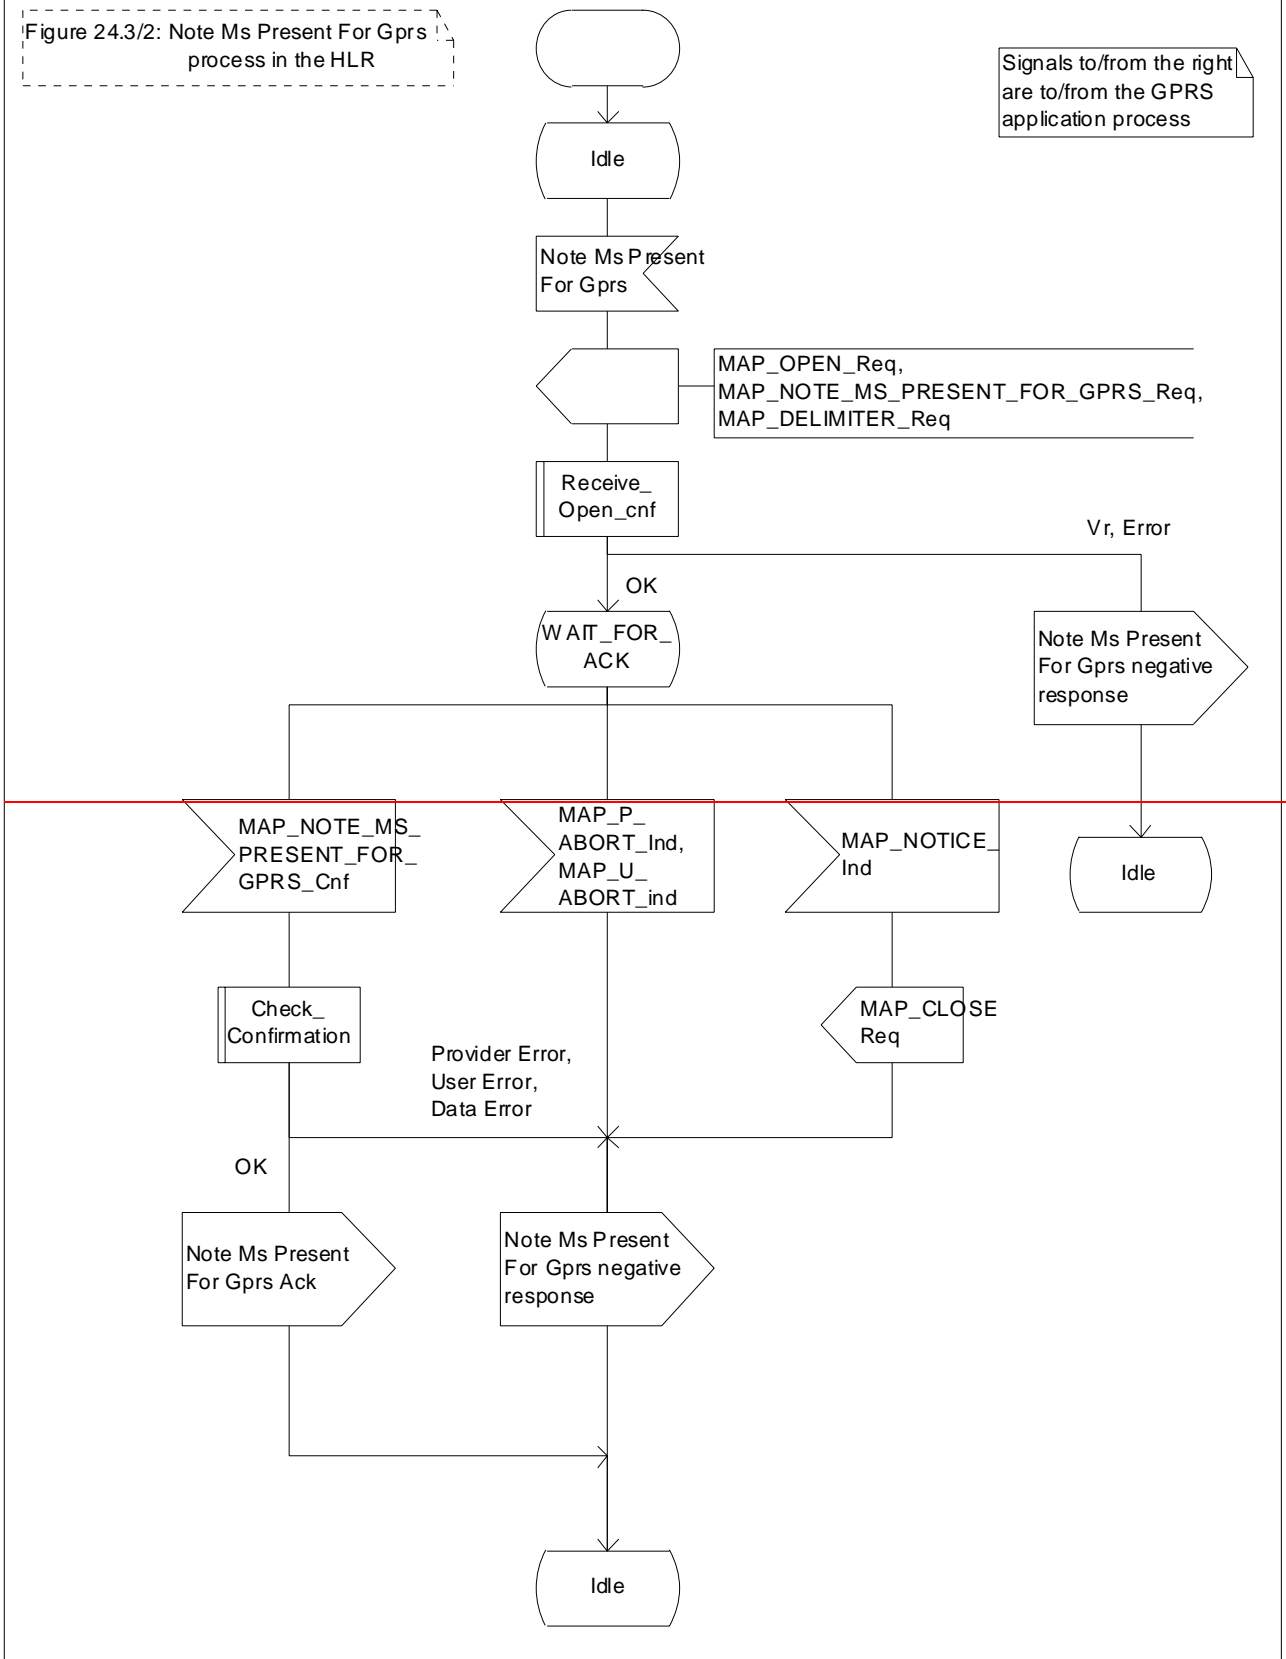 Figure 24.3/2: Note Ms Present For Gprs
process in the HLR
Signals to/from the right
are to/from the GPRS
application process
Idle
Note Ms Present
For Gprs
MAP_OPEN_Req,
MAP_NOTE_MS_PRESENT_FOR_GPRS_Req,
MAP_DELIMITER_Req
Receive_
Open_cnf
Vr, Error
OK
WAIT_FOR_
ACK
Note Ms Present
For Gprs negative
response
MAP_NOTE_MS_
PRESENT_FOR_
GPRS_Cnf
MAP_P_
ABORT_Ind,
MAP_U_
ABORT_ind
MAP_NOTICE_
Ind
Idle
Check_
Confirmation
MAP_CLOSE
Req
Provider Error,
User Error,
Data Error
OK
Note Ms Present
For Gprs Ack
Note Ms Present
For Gprs negative
response
Idle